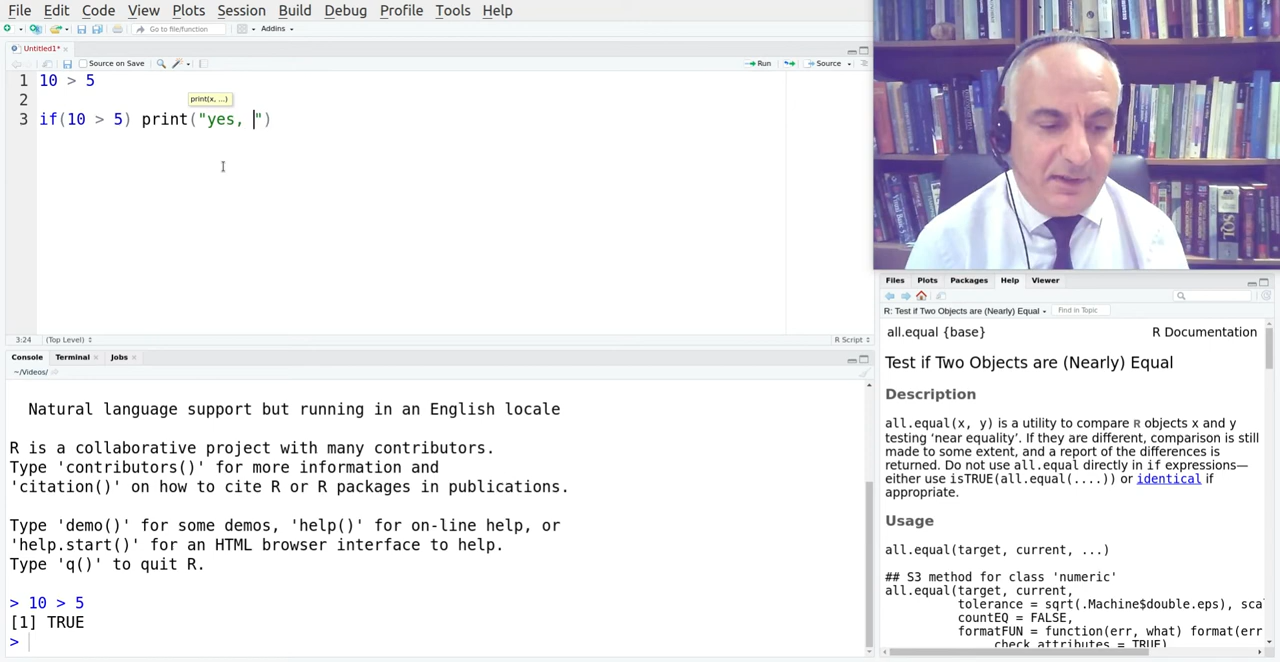 File Edit Code View Plots Session Build Debug Profile Tools Help
Go to file/function Addins
Untitled1*
Source on Save Run Source
1 10 > 5
2
print(x, ...)
3 if(10 > 5) print("yes, ")
3:24 (Top Level) R Script
Console Terminal Jobs
~/Videos/
Natural language support but running in an English locale
R is a collaborative project with many contributors.
Type 'contributors()' for more information and
'citation()' on how to cite R or R packages in publications.
Type 'demo()' for some demos, 'help()' for on-line help, or
'help.start()' for an HTML browser interface to help.
Type 'q()' to quit R.
> 10 > 5
[1] TRUE
>
Visual Basic 5
SQL
Files Plots Packages Help Viewer
R: Test if Two Objects are (Nearly) Equal Find in Topic
all.equal {base} R Documentation
Test if Two Objects are (Nearly) Equal
Description
all.equal(x, y) is a utility to compare R objects x and y
testing ‘near equality’. If they are different, comparison is still
made to some extent, and a report of the differences is
returned. Do not use all.equal directly in if expressions—
either use isTRUE(all.equal(....)) or identical if
appropriate.
Usage
all.equal(target, current, ...)
## S3 method for class 'numeric'
all.equal(target, current,
tolerance = sqrt(.Machine$double.eps), sca
countEQ = FALSE,
formatFUN = function(err, what) format(err
check.attributes = TRUE)